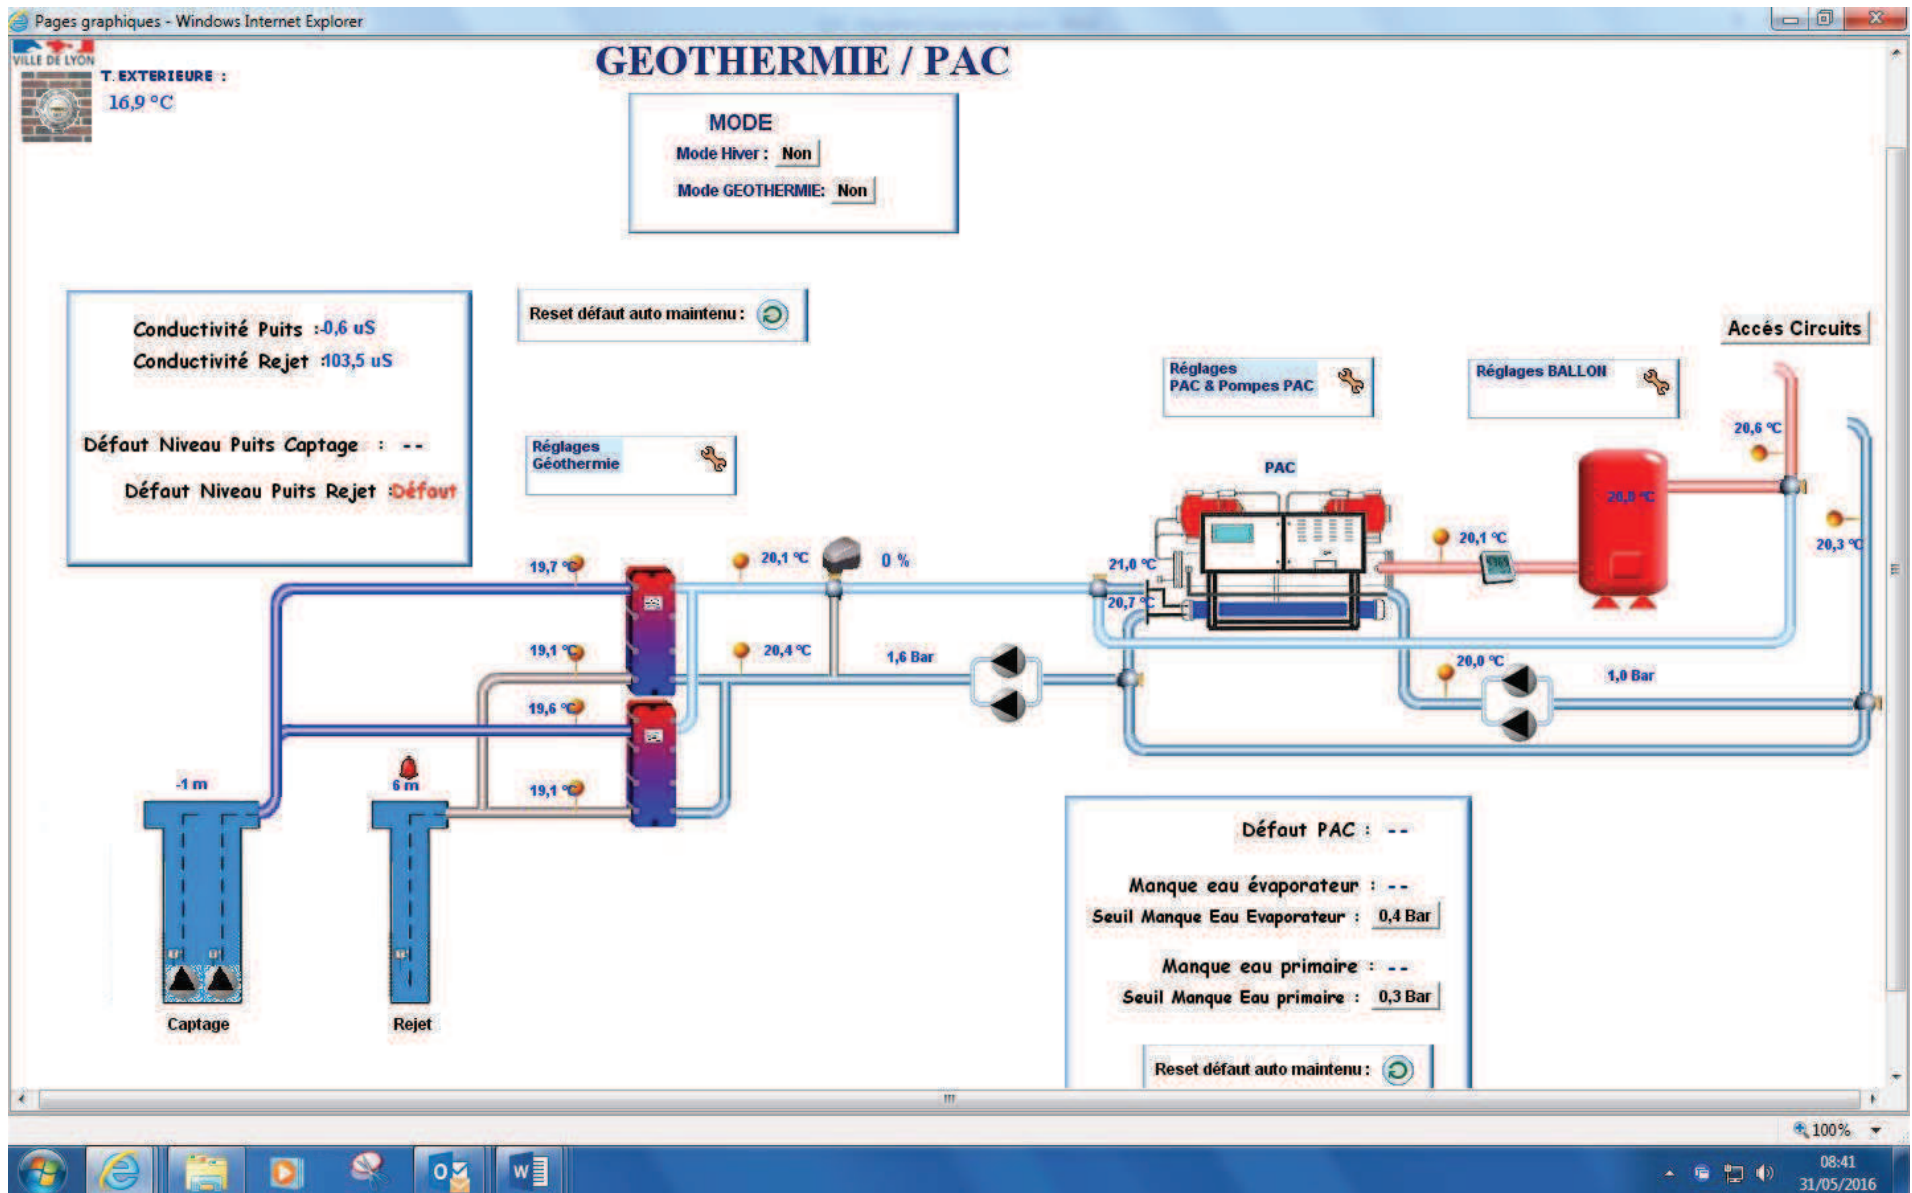 Pages graphiques - Windows Internet Explorer
VILLE DE LYON
T. EXTERIEURE :
16,9 °C
GEOTHERMIE / PAC
MODE
Mode Hiver : Non
Mode GEOTHERMIE: Non
Conductivité Puits :-0,6 uS
Conductivité Rejet :103,5 uS
Défaut Niveau Puits Captage : --
Défaut Niveau Puits Rejet :Défaut
Reset défaut auto maintenu :
Réglages
Géothermie
Réglages
PAC & Pompes PAC
Réglages BALLON
Accés Circuits
PAC
20,6 °C
20,0 °C
20,3 °C
20,1 °C
19,7 °C
20,1 °C
0 %
21,0 °C
20,7 °C
19,1 °C
20,4 °C
1,6 Bar
20,0 °C
1,0 Bar
19,6 °C
19,1 °C
-1 m
6 m
Captage
Rejet
Défaut PAC : --
Manque eau évaporateur : --
Seuil Manque Eau Evaporateur : 0,4 Bar
Manque eau primaire : --
Seuil Manque Eau primaire : 0,3 Bar
Reset défaut auto maintenu :
100%
08:41
31/05/2016